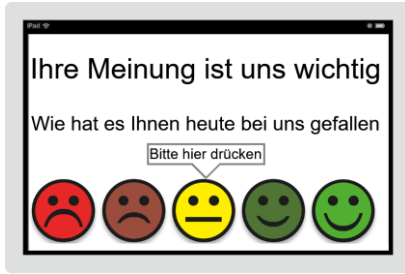 iPad
Ihre Meinung ist uns wichtig
Wie hat es Ihnen heute bei uns gefallen
Bitte hier drücken